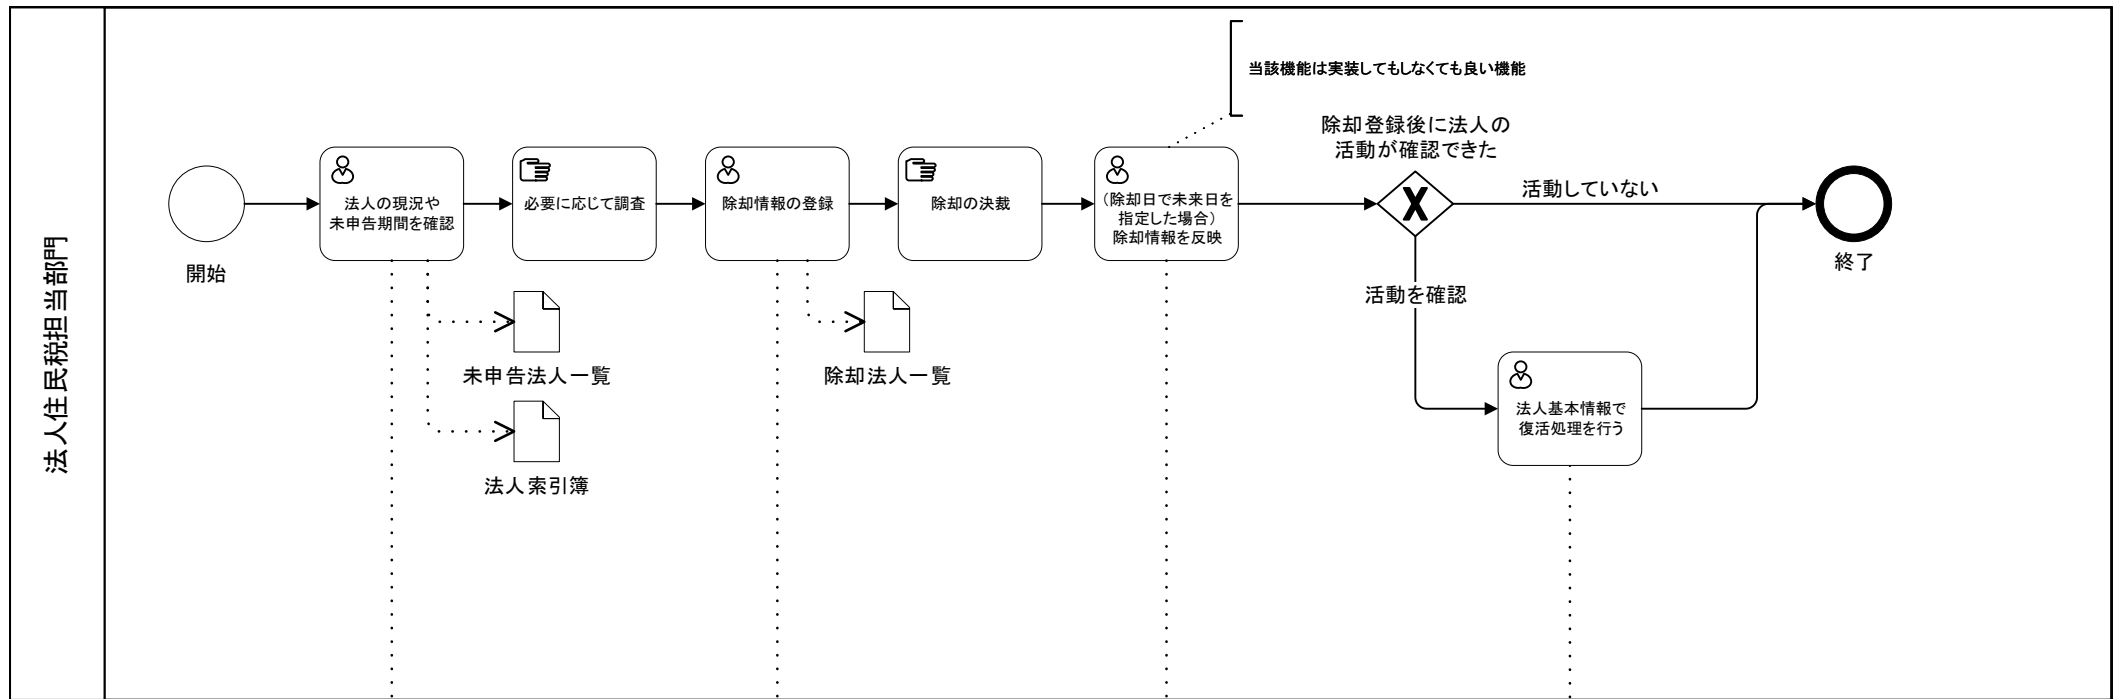 法人住民税担当部門
開始
法人の現況や
未申告期間を確認
必要に応じて調査
除却情報の登録
除却の決裁
(除却日で未来日を
指定した場合)
除却情報を反映
当該機能は実装してもしなくても良い機能
除却登録後に法人の
活動が確認できた
活動していない
終了
活動を確認
未申告法人一覧
除却法人一覧
法人索引簿
法人基本情報で
復活処理を行う